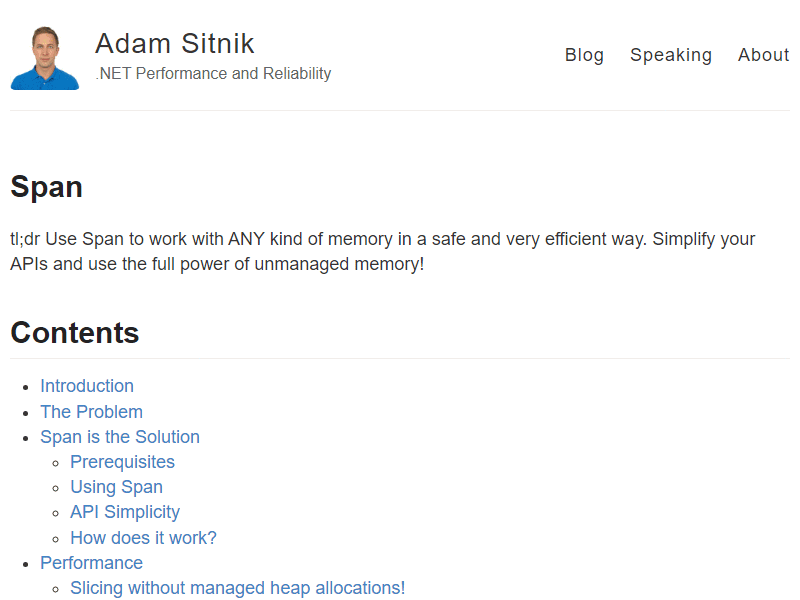 Adam Sitnik
.NET Performance and Reliability
Blog Speaking About
Span
tl;dr Use Span to work with ANY kind of memory in a safe and very efficient way. Simplify your
APIs and use the full power of unmanaged memory!
Contents
Introduction
The Problem
Span is the Solution
Prerequisites
Using Span
API Simplicity
How does it work?
Performance
Slicing without managed heap allocations!